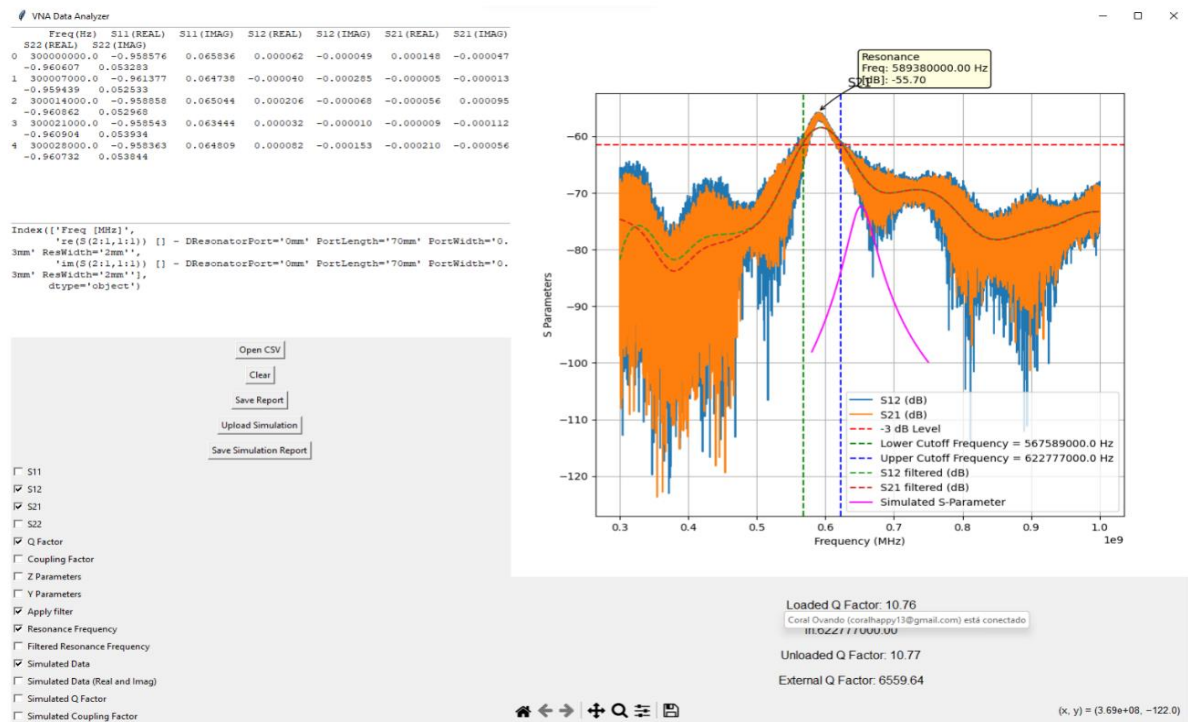 VNA Data Analyzer
Freq(Hz) S11(REAL) S11(IMAG) S12(REAL) S12(IMAG) S21(REAL) S21(IMAG)
S22(REAL) S22(IMAG)
0 300000000.0 -0.958576 0.065836 0.000062 -0.000049 0.000148 -0.000047
-0.960607 0.053283
1 300007000.0 -0.961377 0.064738 -0.000040 -0.000285 -0.000005 -0.000013
-0.959439 0.052533
2 300014000.0 -0.958858 0.065044 0.000206 -0.000068 -0.000056 0.000095
-0.960862 0.052968
3 300021000.0 -0.958543 0.063444 0.000032 -0.000010 -0.000009 -0.000112
-0.960904 0.053934
4 300028000.0 -0.958363 0.064809 0.000082 -0.000153 -0.000210 -0.000056
-0.960732 0.053844
Index(['Freq [MHz]',
're(S(2:1,1:1)) [] - DResonatorPort='0mm' PortLength='70mm' PortWidth='0.
3mm' ResWidth='2mm'',
'im(S(2:1,1:1)) [] - DResonatorPort='0mm' PortLength='70mm' PortWidth='0.
3mm' ResWidth='2mm''],
dtype='object')
Open CSV
Clear
Save Report
Upload Simulation
Save Simulation Report
S11
S12
S21
S22
Q Factor
Coupling Factor
Z Parameters
Y Parameters
Apply filter
Resonance Frequency
Filtered Resonance Frequency
Simulated Data
Simulated Data (Real and Imag)
Simulated Q Factor
Simulated Coupling Factor
Resonance
Freq: 589380000.00 Hz
[dB]: -55.70
S21
S Parameters
−60
−70
−80
−90
−100
−110
−120
S12 (dB)
S21 (dB)
-3 dB Level
Lower Cutoff Frequency = 567589000.0 Hz
Upper Cutoff Frequency = 622777000.0 Hz
S12 filtered (dB)
S21 filtered (dB)
Simulated S-Parameter
0.3 0.4 0.5 0.6 0.7 0.8 0.9 1.0
1e9
Frequency (MHz)
Loaded Q Factor: 10.76
Coral Ovando (coralhappy13@gmail.com) está conectado
Unloaded Q Factor: 10.77
External Q Factor: 6559.64
(x, y) = (3.69e+08, −122.0)